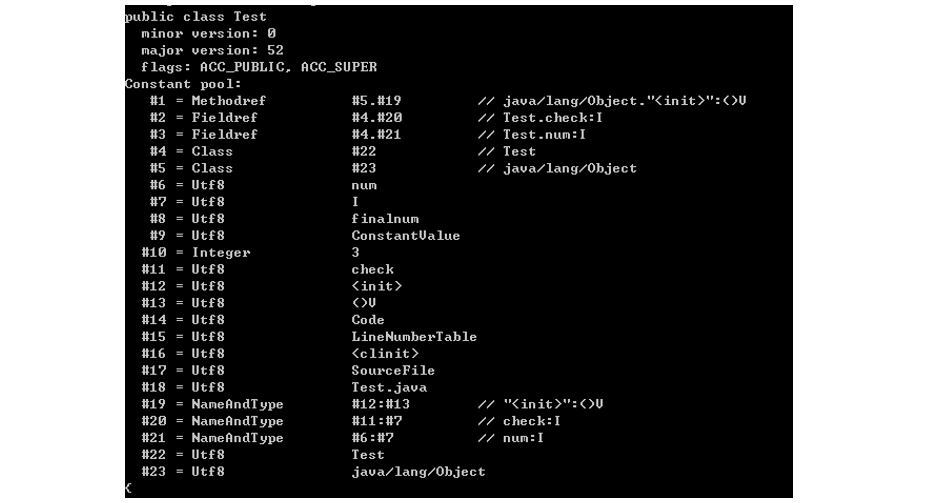 public class Test
  minor version: 0
  major version: 52
  flags: ACC_PUBLIC, ACC_SUPER
Constant pool:
   #1 = Methodref          #5.#19         // java/lang/Object."<init>":()V
   #2 = Fieldref           #4.#20         // Test.check:I
   #3 = Fieldref           #4.#21         // Test.num:I
   #4 = Class              #22            // Test
   #5 = Class              #23            // java/lang/Object
   #6 = Utf8               num
   #7 = Utf8               I
   #8 = Utf8               finalnum
   #9 = Utf8               ConstantValue
  #10 = Integer            3
  #11 = Utf8               check
  #12 = Utf8               <init>
  #13 = Utf8               ()V
  #14 = Utf8               Code
  #15 = Utf8               LineNumberTable
  #16 = Utf8               <clinit>
  #17 = Utf8               SourceFile
  #18 = Utf8               Test.java
  #19 = NameAndType        #12:#13        // "<init>":()V
  #20 = NameAndType        #11:#7         // check:I
  #21 = NameAndType        #6:#7          // num:I
  #22 = Utf8               Test
  #23 = Utf8               java/lang/Object
{